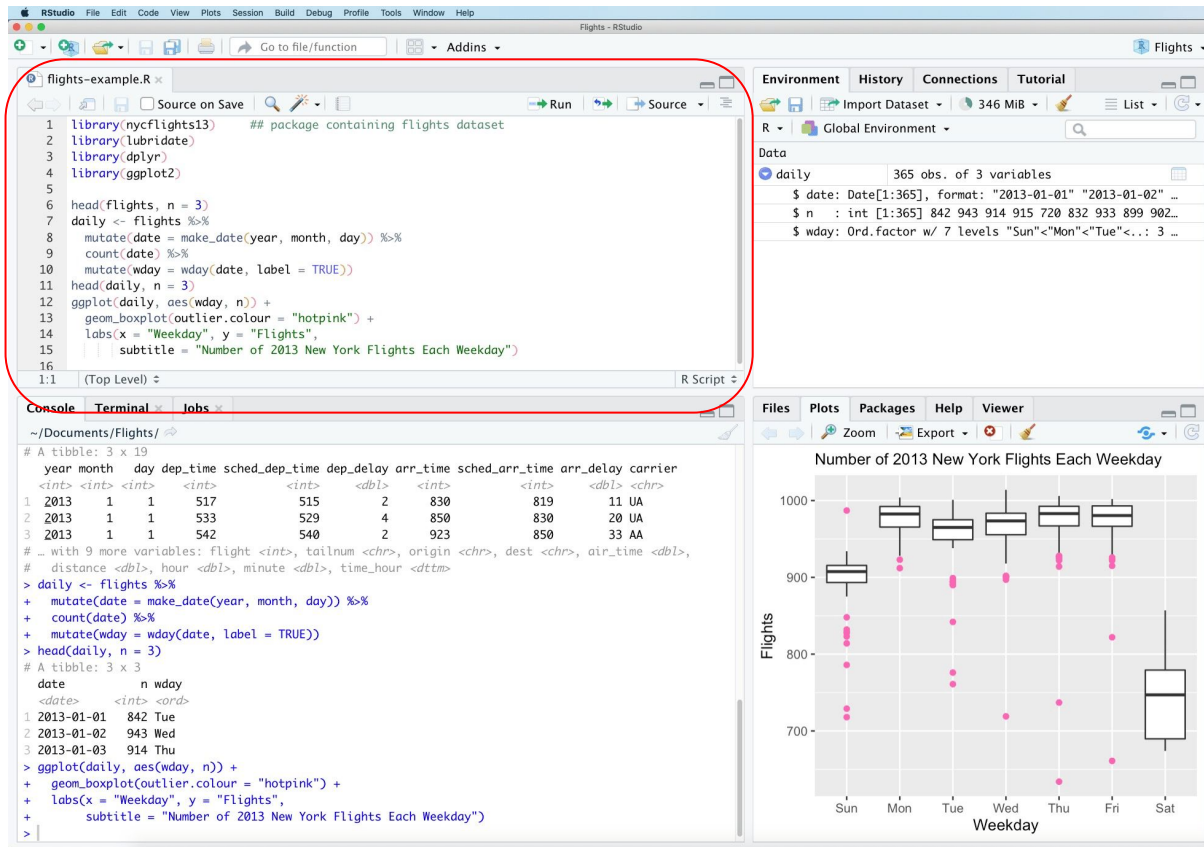 RStudio File Edit Code View Plots Session Build Debug Profile Tools Window Help
Flights - RStudio
Go to file/function Addins Flights
flights-example.R
Source on Save Run Source
1 library(nycflights13) ## package containing flights dataset
2 library(lubridate)
3 library(dplyr)
4 library(ggplot2)
5
6 head(flights, n = 3)
7 daily <- flights %>%
8 mutate(date = make_date(year, month, day)) %>%
9 count(date) %>%
10 mutate(wday = wday(date, label = TRUE))
11 head(daily, n = 3)
12 ggplot(daily, aes(wday, n)) +
13 geom_boxplot(outlier.colour = "hotpink") +
14 labs(x = "Weekday", y = "Flights",
15 subtitle = "Number of 2013 New York Flights Each Weekday")
16
1:1 (Top Level) R Script
Console Terminal Jobs
~/Documents/Flights/
# A tibble: 3 x 19
year month day dep_time sched_dep_time dep_delay arr_time sched_arr_time arr_delay carrier
<int> <int> <int> <int> <int> <dbl> <int> <int> <dbl> <chr>
1 2013 1 1 517 515 2 830 819 11 UA
2 2013 1 1 533 529 4 850 830 20 UA
3 2013 1 1 542 540 2 923 850 33 AA
# … with 9 more variables: flight <int>, tailnum <chr>, origin <chr>, dest <chr>, air_time <dbl>,
# distance <dbl>, hour <dbl>, minute <dbl>, time_hour <dttm>
> daily <- flights %>%
+ mutate(date = make_date(year, month, day)) %>%
+ count(date) %>%
+ mutate(wday = wday(date, label = TRUE))
> head(daily, n = 3)
# A tibble: 3 x 3
date n wday
<date> <int> <ord>
1 2013-01-01 842 Tue
2 2013-01-02 943 Wed
3 2013-01-03 914 Thu
> ggplot(daily, aes(wday, n)) +
+ geom_boxplot(outlier.colour = "hotpink") +
+ labs(x = "Weekday", y = "Flights",
+ subtitle = "Number of 2013 New York Flights Each Weekday")
>
Environment History Connections Tutorial
Import Dataset 346 MiB List
R Global Environment
Data
daily 365 obs. of 3 variables
$ date: Date[1:365], format: "2013-01-01" "2013-01-02" …
$ n : int [1:365] 842 943 914 915 720 832 933 899 902…
$ wday: Ord.factor w/ 7 levels "Sun"<"Mon"<"Tue"<..: 3 …
Files Plots Packages Help Viewer
Zoom Export
Number of 2013 New York Flights Each Weekday
1000
900
800
700
Flights
Sun Mon Tue Wed Thu Fri Sat
Weekday